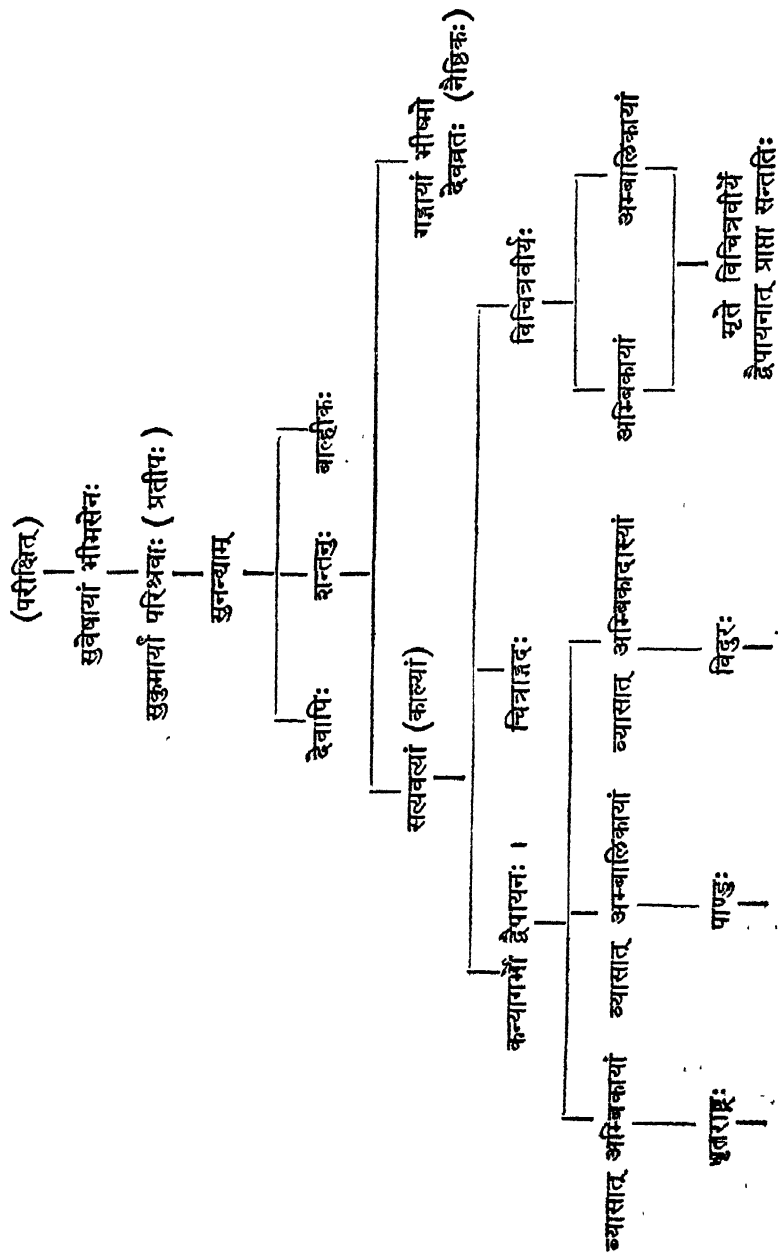 (परीक्षित्)
सुवेषायां भीमसेनः
सुकुमार्यां परिश्रवाः (प्रतीपः)
सुनन्याम्
देवापिः शन्तनुः बाल्हीकः
सत्यवत्यां (काल्यां) गङ्गायां भीष्मो
देवव्रतः (नैष्ठिकः)
कन्यागर्भो द्वैपायनः । चित्राङ्गदः विचित्रवीर्यः
व्यासात् अम्बिकायां व्यासात् अम्बालिकायां व्यासात् अम्बिकादास्यां अम्बिकायां अम्बालिकायां
धृतराष्ट्रः पाण्डुः विदुरः मृते विचित्रवीर्ये
द्वैपायनात् प्राप्ता सन्ततिः